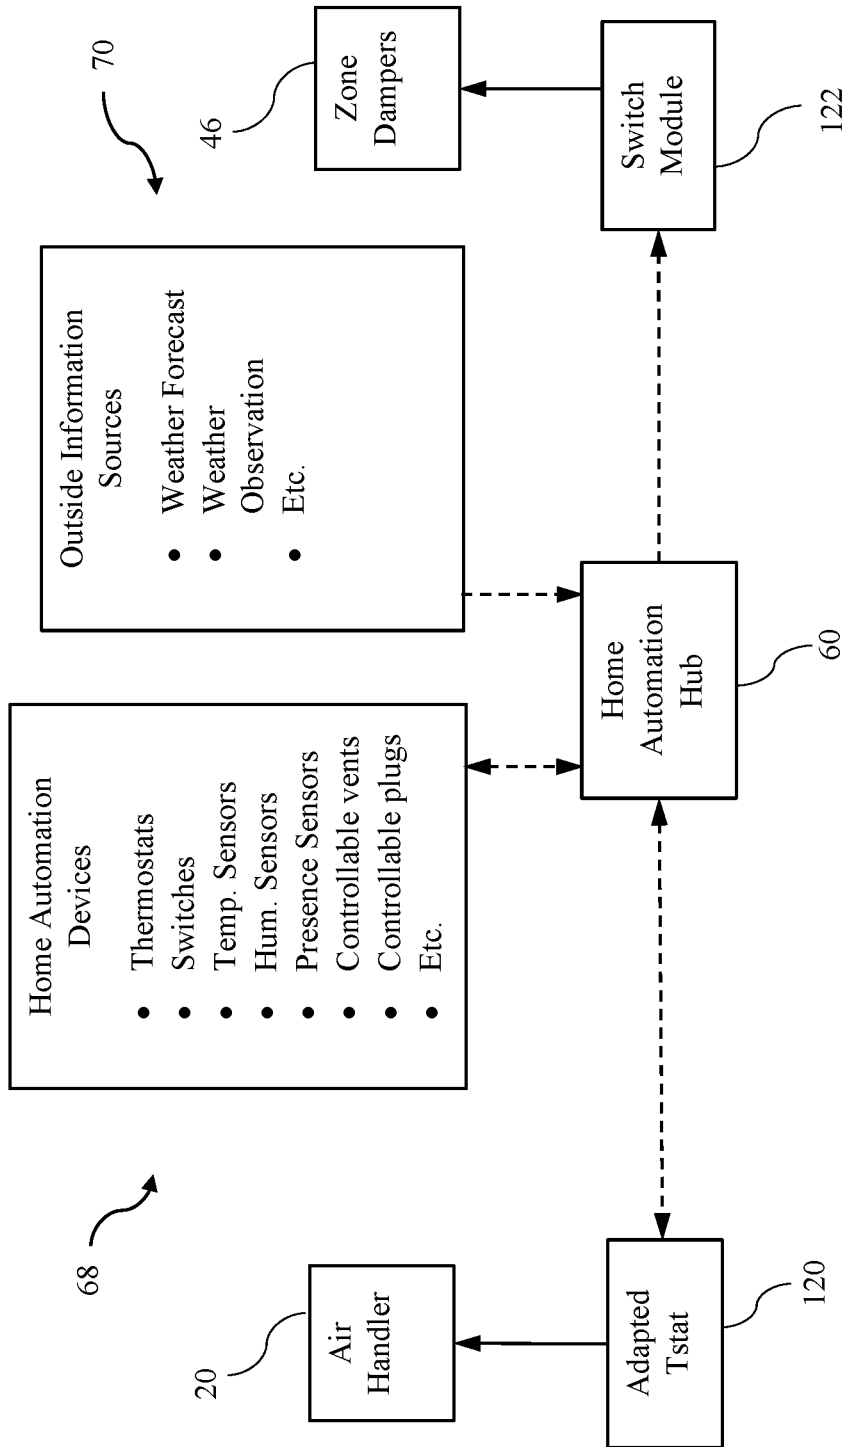 68
Home Automation
Devices
• Thermostats
• Switches
• Temp. Sensors
• Hum. Sensors
• Presence Sensors
• Controllable vents
• Controllable plugs
• Etc.
Outside Information
Sources
• Weather Forecast
• Weather
Observation
• Etc.
70
20
Air
Handler
46
Zone
Dampers
Adapted
Tstat
120
Home
Automation
Hub
60
Switch
Module
122